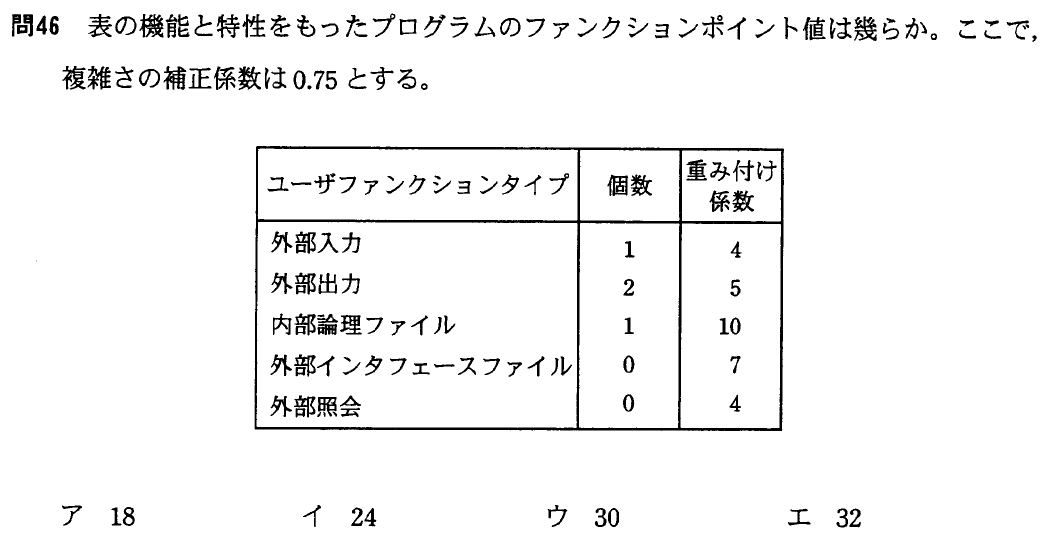 問46 表の機能と特性をもったプログラムのファンクションポイント値は幾らか。ここで,
複雑さの補正係数は0.75とする。
ユーザファンクションタイプ 個数 重み付け係数
外部入力 1 4
外部出力 2 5
内部論理ファイル 1 10
外部インタフェースファイル 0 7
外部照会 0 4
ア 18 イ 24 ウ 30 エ 32